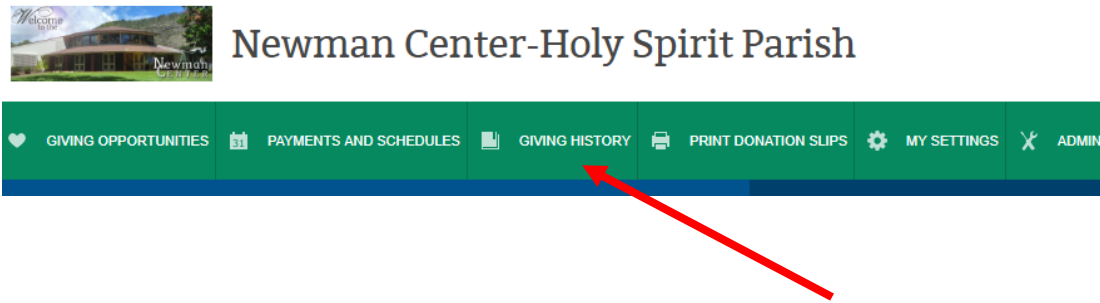 Welcome
to the
Newman
CENTER
Newman Center-Holy Spirit Parish
GIVING OPPORTUNITIES
31
PAYMENTS AND SCHEDULES
GIVING HISTORY
PRINT DONATION SLIPS
MY SETTINGS
ADMIN